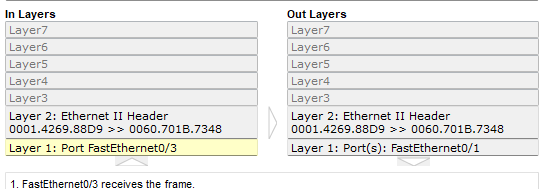 In Layers
Layer7
Layer6
Layer5
Layer4
Layer3
Layer 2: Ethernet II Header
0001.4269.88D9 >> 0060.701B.7348
Layer 1: Port FastEthernet0/3
Out Layers
Layer7
Layer6
Layer5
Layer4
Layer3
Layer 2: Ethernet II Header
0001.4269.88D9 >> 0060.701B.7348
Layer 1: Port(s): FastEthernet0/1
1. FastEthernet0/3 receives the frame.